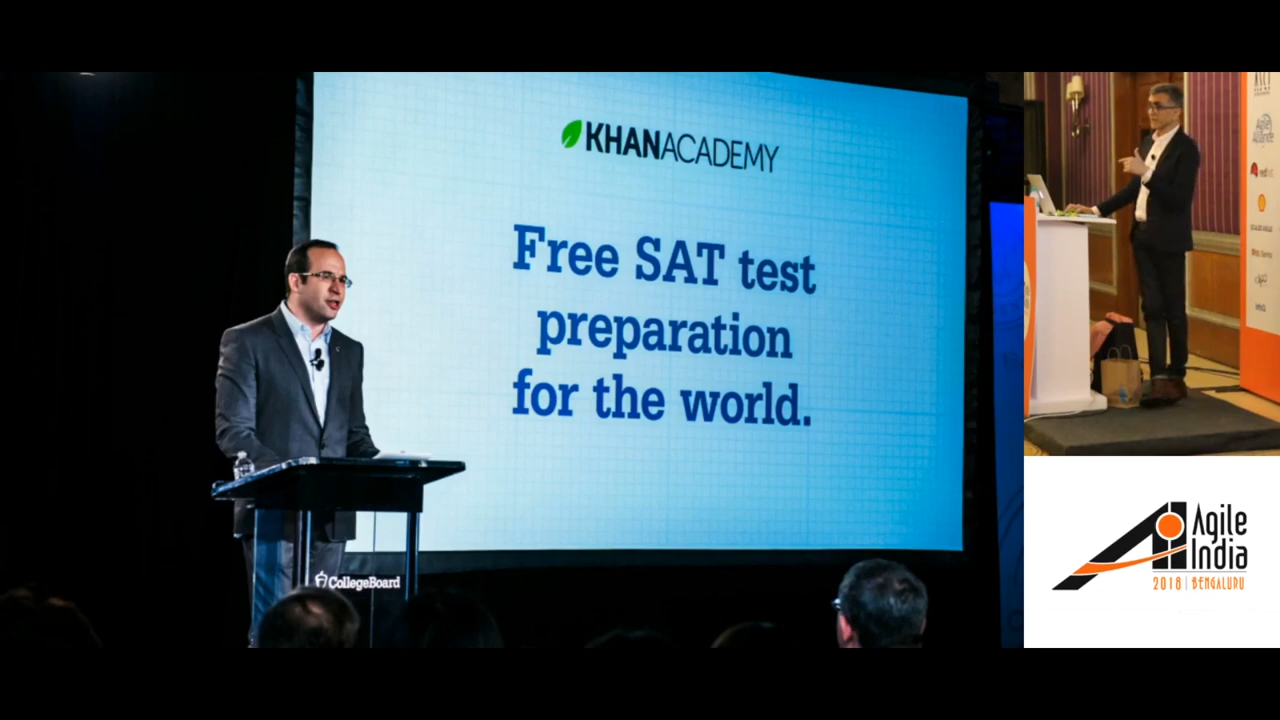 KHANACADEMY
Free SAT test
preparation
for the world.
CollegeBoard
Agile
India
2018 | BENGALURU